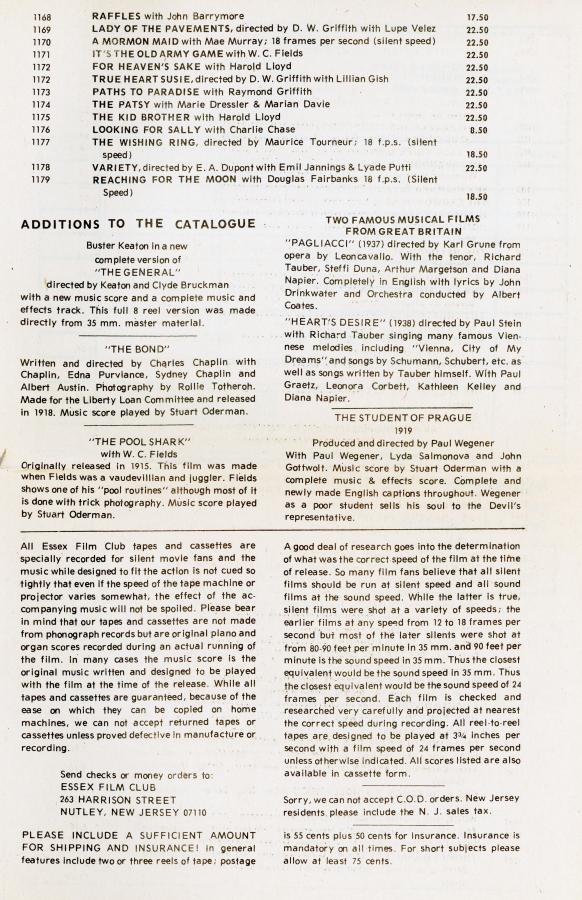 1168 RAFFLES with John Barrymore 17.50
1169 LADY OF THE PAVEMENTS, directed by D. W. Griffith with Lupe Velez 22.50
1170 A MORMON MAID with Mae Murray; 18 frames per second (silent speed) 22.50
1171 IT'S THE OLD ARMY GAME with W. C. Fields 22.50
1172 FOR HEAVEN'S SAKE with Harold Lloyd 22.50
1172 TRUE HEART SUSIE, directed by D. W. Griffith with Lillian Gish 22.50
1173 PATHS TO PARADISE with Raymond Griffith 22.50
1174 THE PATSY with Marie Dressler & Marian Davie 22.50
1175 THE KID BROTHER with Harold Lloyd 22.50
1176 LOOKING FOR SALLY with Charlie Chase 8.50
1177 THE WISHING RING, directed by Maurice Tourneur; 18 f.p.s. (silent
speed) 18.50
1178 VARIETY, directed by E. A. Dupont with Emil Jannings & Lyade Putti 22.50
1179 REACHING FOR THE MOON with Douglas Fairbanks 18 f.p.s. (Silent
Speed) 18.50
ADDITIONS TO THE CATALOGUE
Buster Keaton in a new
complete version of
"THE GENERAL"
directed by Keaton and Clyde Bruckman
with a new music score and a complete music and
effects track. This full 8 reel version was made
directly from 35 mm. master material.
"THE BOND"
Written and directed by Charles Chaplin with
Chaplin, Edna Purviance, Sydney Chaplin and
Albert Austin. Photography by Rollie Totheroh.
Made for the Liberty Loan Committee and released
in 1918. Music score played by Stuart Oderman.
"THE POOL SHARK"
with W. C. Fields
Originally released in 1915. This film was made
when Fields was a vaudevillian and juggler. Fields
shows one of his "pool routines" although most of it
is done with trick photography. Music score played
by Stuart Oderman.
TWO FAMOUS MUSICAL FILMS
FROM GREAT BRITAIN
"PAGLIACCI" (1937) directed by Karl Grune from
opera by Leoncavallo. With the tenor, Richard
Tauber, Steffi Duna, Arthur Margetson and Diana
Napier. Completely in English with lyrics by John
Drinkwater and Orchestra conducted by Albert
Coates.
"HEART'S DESIRE" (1938) directed by Paul Stein
with Richard Tauber singing many famous Vien-
nese melodies including "Vienna, City of My
Dreams" and songs by Schumann, Schubert, etc. as
well as songs written by Tauber himself. With Paul
Graetz, Leonora Corbett, Kathleen Kelley and
Diana Napier.
THE STUDENT OF PRAGUE
1919
Produced and directed by Paul Wegener
With Paul Wegener, Lyda Salmonova and John
Gottwolt. Music score by Stuart Oderman with a
complete music & effects score. Complete and
newly made English captions throughout. Wegener
as a poor student sells his soul to the Devil's
representative.
All Essex Film Club tapes and cassettes are
specially recorded for silent movie fans and the
music while designed to fit the action is not cued so
tightly that even if the speed of the tape machine or
projector varies somewhat, the effect of the ac-
companying music will not be spoiled. Please bear
in mind that our tapes and cassettes are not made
from phonograph records but are original piano and
organ scores recorded during an actual running of
the film. In many cases the music score is the
original music written and designed to be played
with the film at the time of the release. While all
tapes and cassettes are guaranteed, because of the
ease on which they can be copied on home
machines, we can not accept returned tapes or
cassettes unless proved defective in manufacture or
recording.
Send checks or money orders to:
ESSEX FILM CLUB
263 HARRISON STREET
NUTLEY, NEW JERSEY 07110
PLEASE INCLUDE A SUFFICIENT AMOUNT
FOR SHIPPING AND INSURANCE! In general
features include two or three reels of tape; postage
A good deal of research goes into the determination
of what was the correct speed of the film at the time
of release. So many film fans believe that all silent
films should be run at silent speed and all sound
films at the sound speed. While the latter is true,
silent films were shot at a variety of speeds; the
earlier films at any speed from 12 to 18 frames per
second but most of the later silents were shot at
from 80-90 feet per minute in 35 mm. and 90 feet per
minute is the sound speed in 35 mm. Thus the closest
equivalent would be the sound speed in 35 mm. Thus
the closest equivalent would be the sound speed of 24
frames per second. Each film is checked and
researched very carefully and projected at nearest
the correct speed during recording. All reel-to-reel
tapes are designed to be played at 3¾ inches per
second with a film speed of 24 frames per second
unless otherwise indicated. All scores listed are also
available in cassette form.
Sorry, we can not accept C.O.D. orders. New Jersey
residents please include the N. J. sales tax.
is 55 cents plus 50 cents for Insurance. Insurance is
mandatory on all times. For short subjects please
allow at least 75 cents.